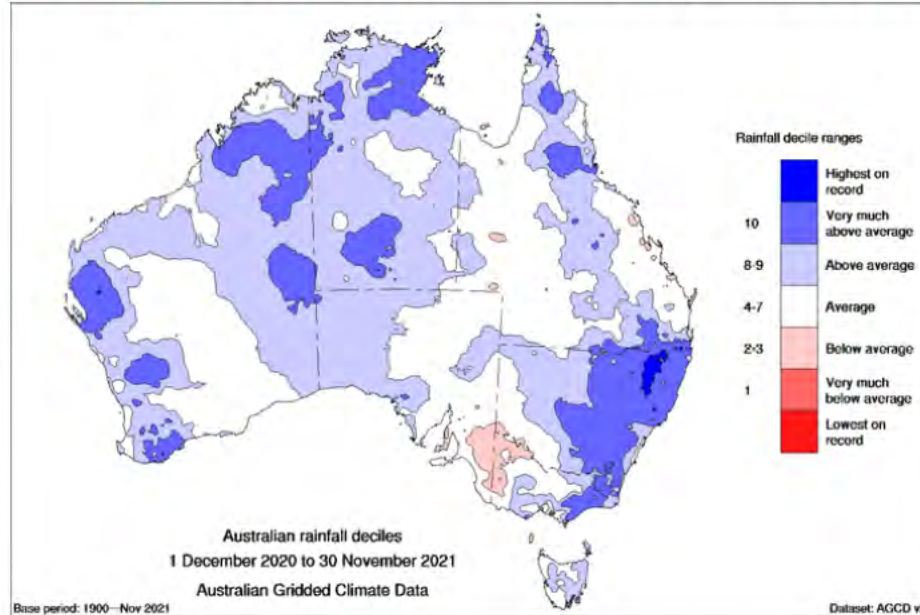 Rainfall decile ranges
Highest on
record
10
Very much
above average
8-9
Above average
4-7
Average
2-3
Below average
1
Very much
below average
Lowest on
record
Australian rainfall deciles
1 December 2020 to 30 November 2021
Australian Gridded Climate Data
Base period: 1900—Nov 2021
Dataset: AGCD